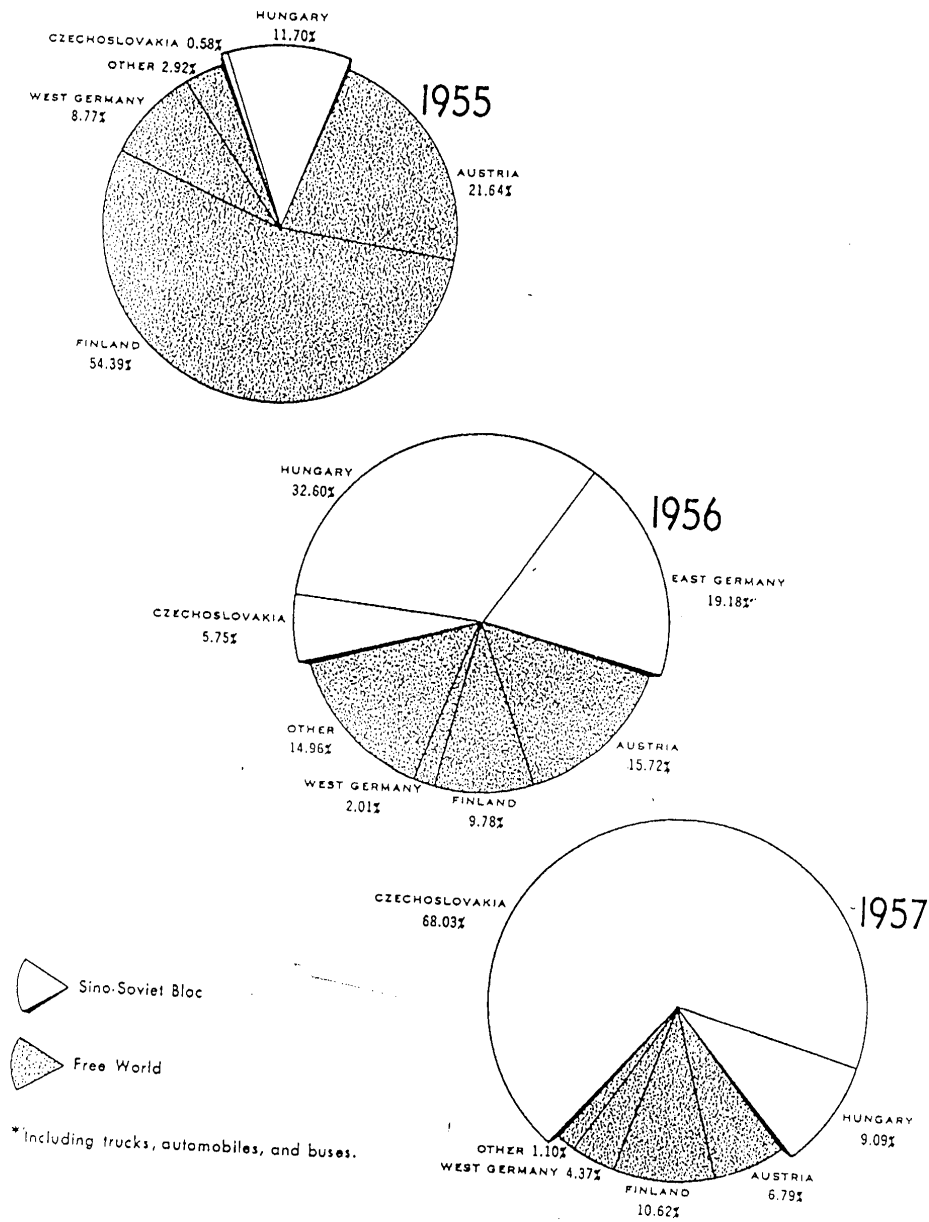 HUNGARY
11.70%
CZECHOSLOVAKIA 0.58%
OTHER 2.92%
WEST GERMANY
8.77%
1955
AUSTRIA
21.64%
FINLAND
54.39%
HUNGARY
32.60%
1956
EAST GERMANY
19.18%
CZECHOSLOVAKIA
5.75%
OTHER
14.96%
AUSTRIA
15.72%
WEST GERMANY
2.01%
FINLAND
9.78%
CZECHOSLOVAKIA
68.03%
1957
Sino-Soviet Bloc
Free World
HUNGARY
9.09%
*Including trucks, automobiles, and buses.
OTHER 1.10%
WEST GERMANY 4.37%
AUSTRIA
6.79%
FINLAND
10.62%